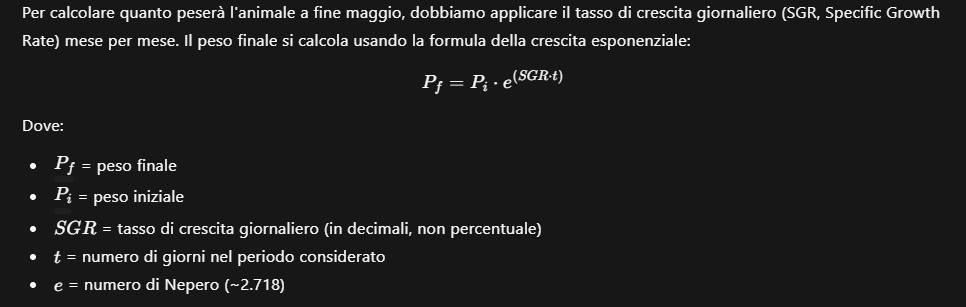 Per calcolare quanto peserà l'animale a fine maggio, dobbiamo applicare il tasso di crescita giornaliero (SGR, Specific Growth
Rate) mese per mese. Il peso finale si calcola usando la formula della crescita esponenziale:
P_f = P_i · e^(SGR·t)
Dove:
• P_f = peso finale
• P_i = peso iniziale
• SGR = tasso di crescita giornaliero (in decimali, non percentuale)
• t = numero di giorni nel periodo considerato
• e = numero di Nepero (~2.718)